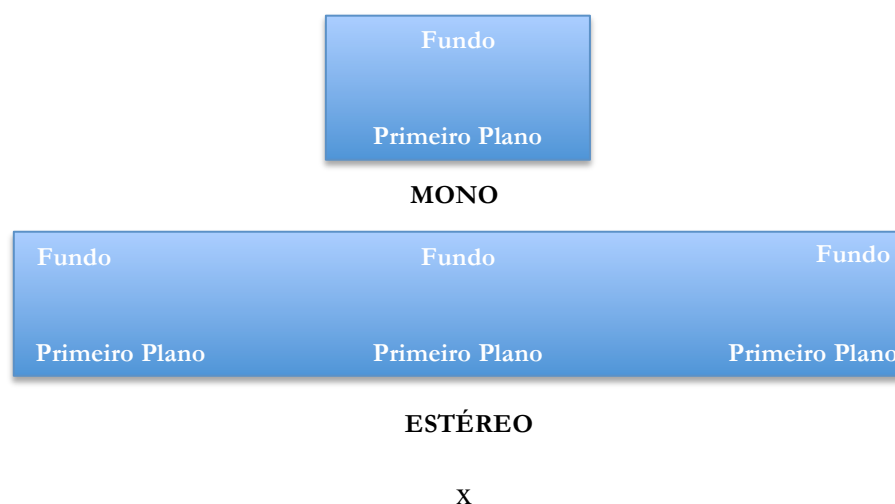 Fundo
Primeiro Plano
MONO
Fundo Fundo Fundo
Primeiro Plano Primeiro Plano Primeiro Plano
ESTÉREO
x